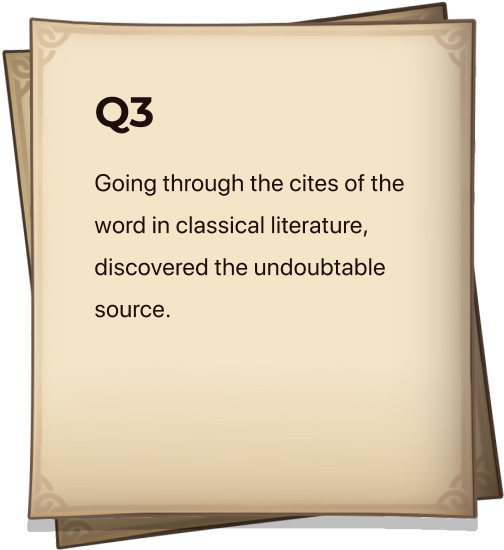 Q3
Going through the cites of the
word in classical literature,
discovered the undoubtable
source.